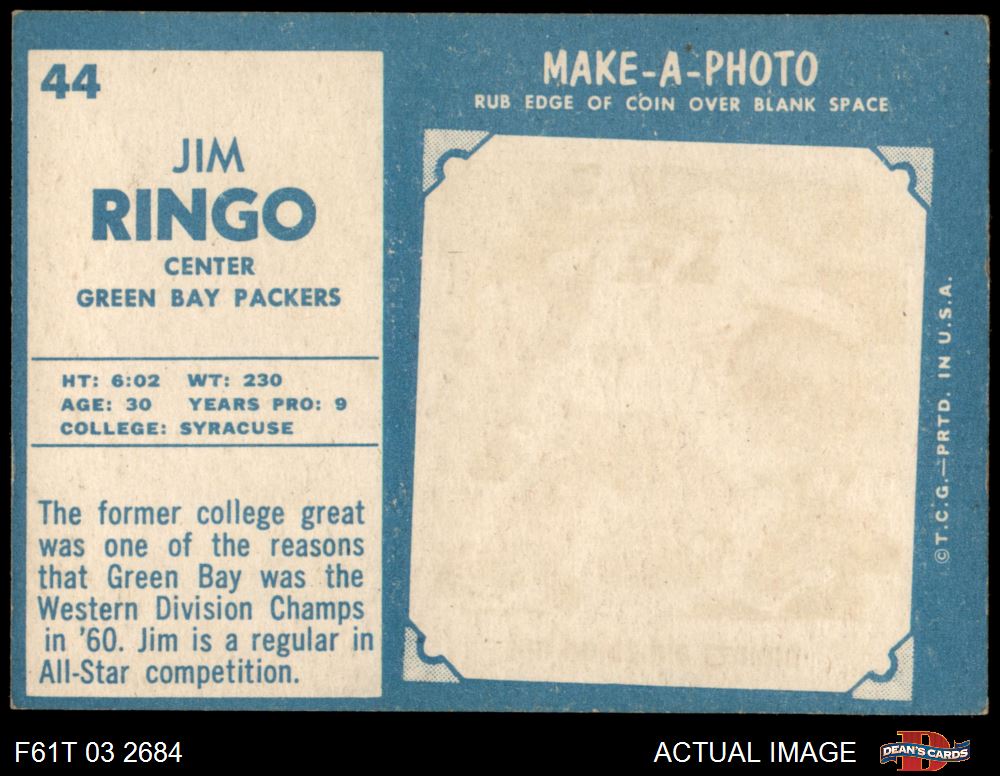 44
JIM
RINGO
CENTER
GREEN BAY PACKERS
HT: 6:02 WT: 230
AGE: 30 YEARS PRO: 9
COLLEGE: SYRACUSE
The former college great
was one of the reasons
that Green Bay was the
Western Division Champs
in '60. Jim is a regular in
All-Star competition.
MAKE-A-PHOTO
RUB EDGE OF COIN OVER BLANK SPACE
©T.C.G.—PRTD. IN U.S.A.
F61T 03 2684
ACTUAL IMAGE
DEAN'S CARDS